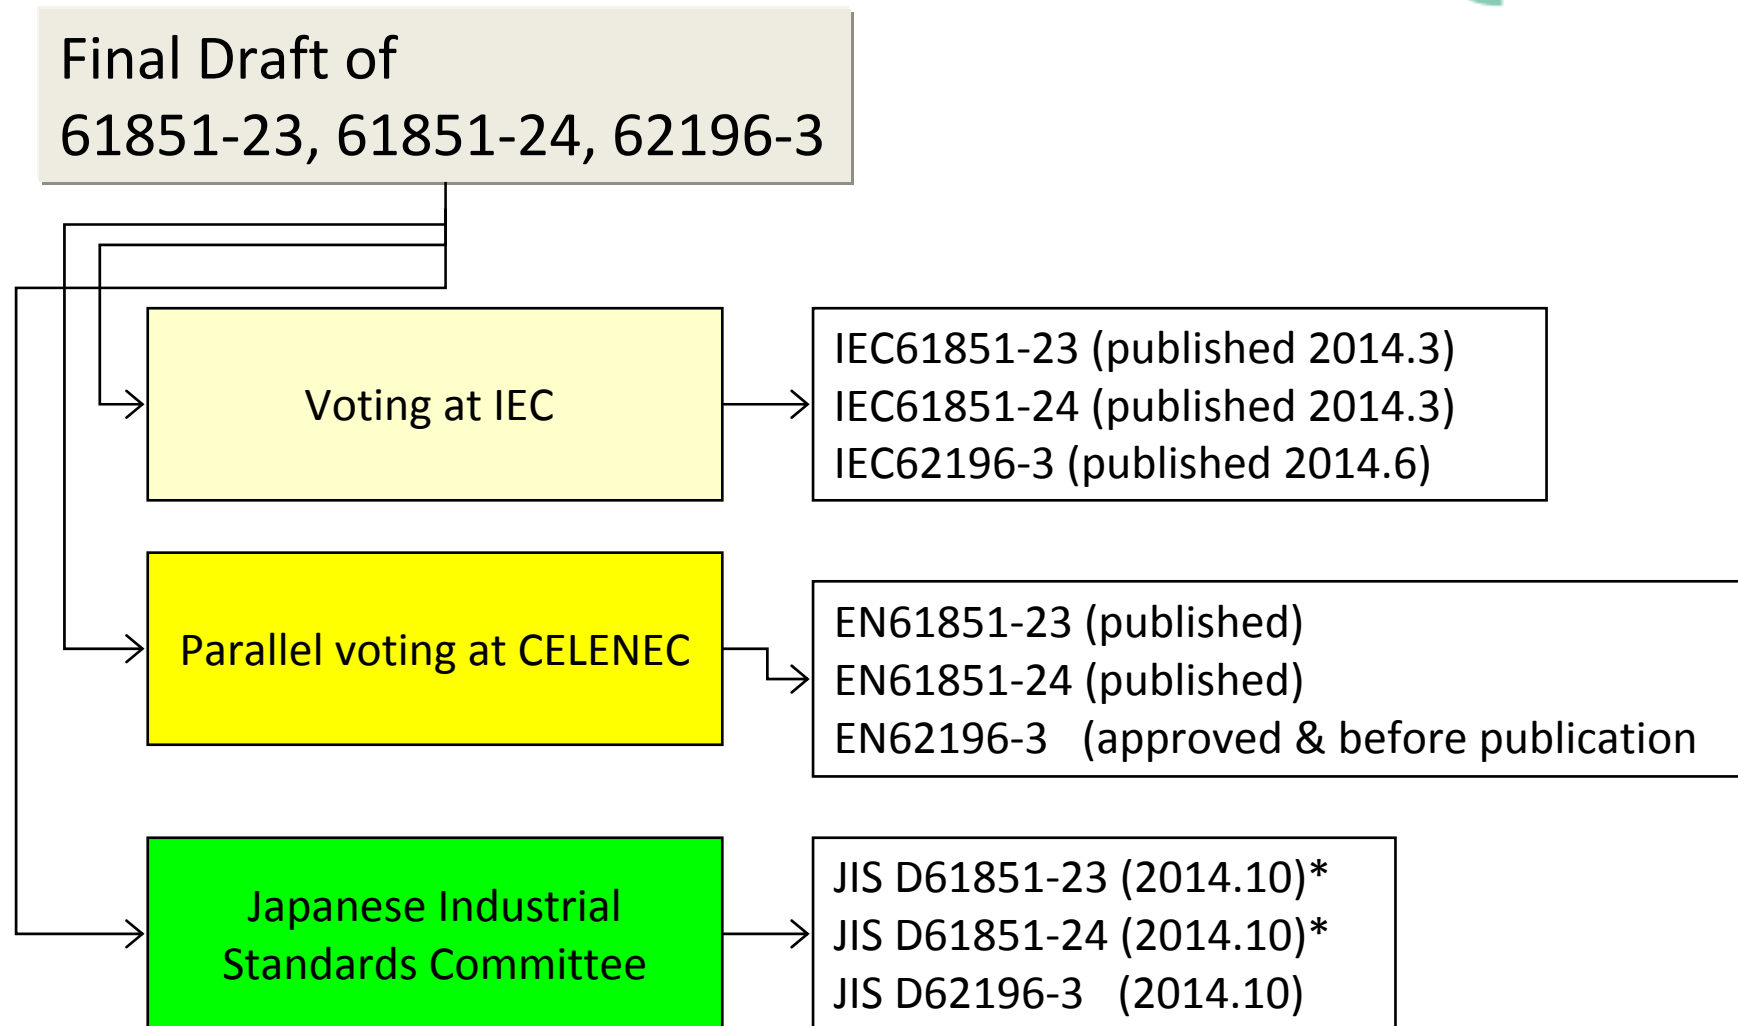 Final Draft of
61851-23, 61851-24, 62196-3
Voting at IEC
IEC61851-23 (published 2014.3)
IEC61851-24 (published 2014.3)
IEC62196-3 (published 2014.6)
Parallel voting at CELENEC
EN61851-23 (published)
EN61851-24 (published)
EN62196-3 (approved & before publication
Japanese Industrial
Standards Committee
JIS D61851-23 (2014.10)*
JIS D61851-24 (2014.10)*
JIS D62196-3 (2014.10)